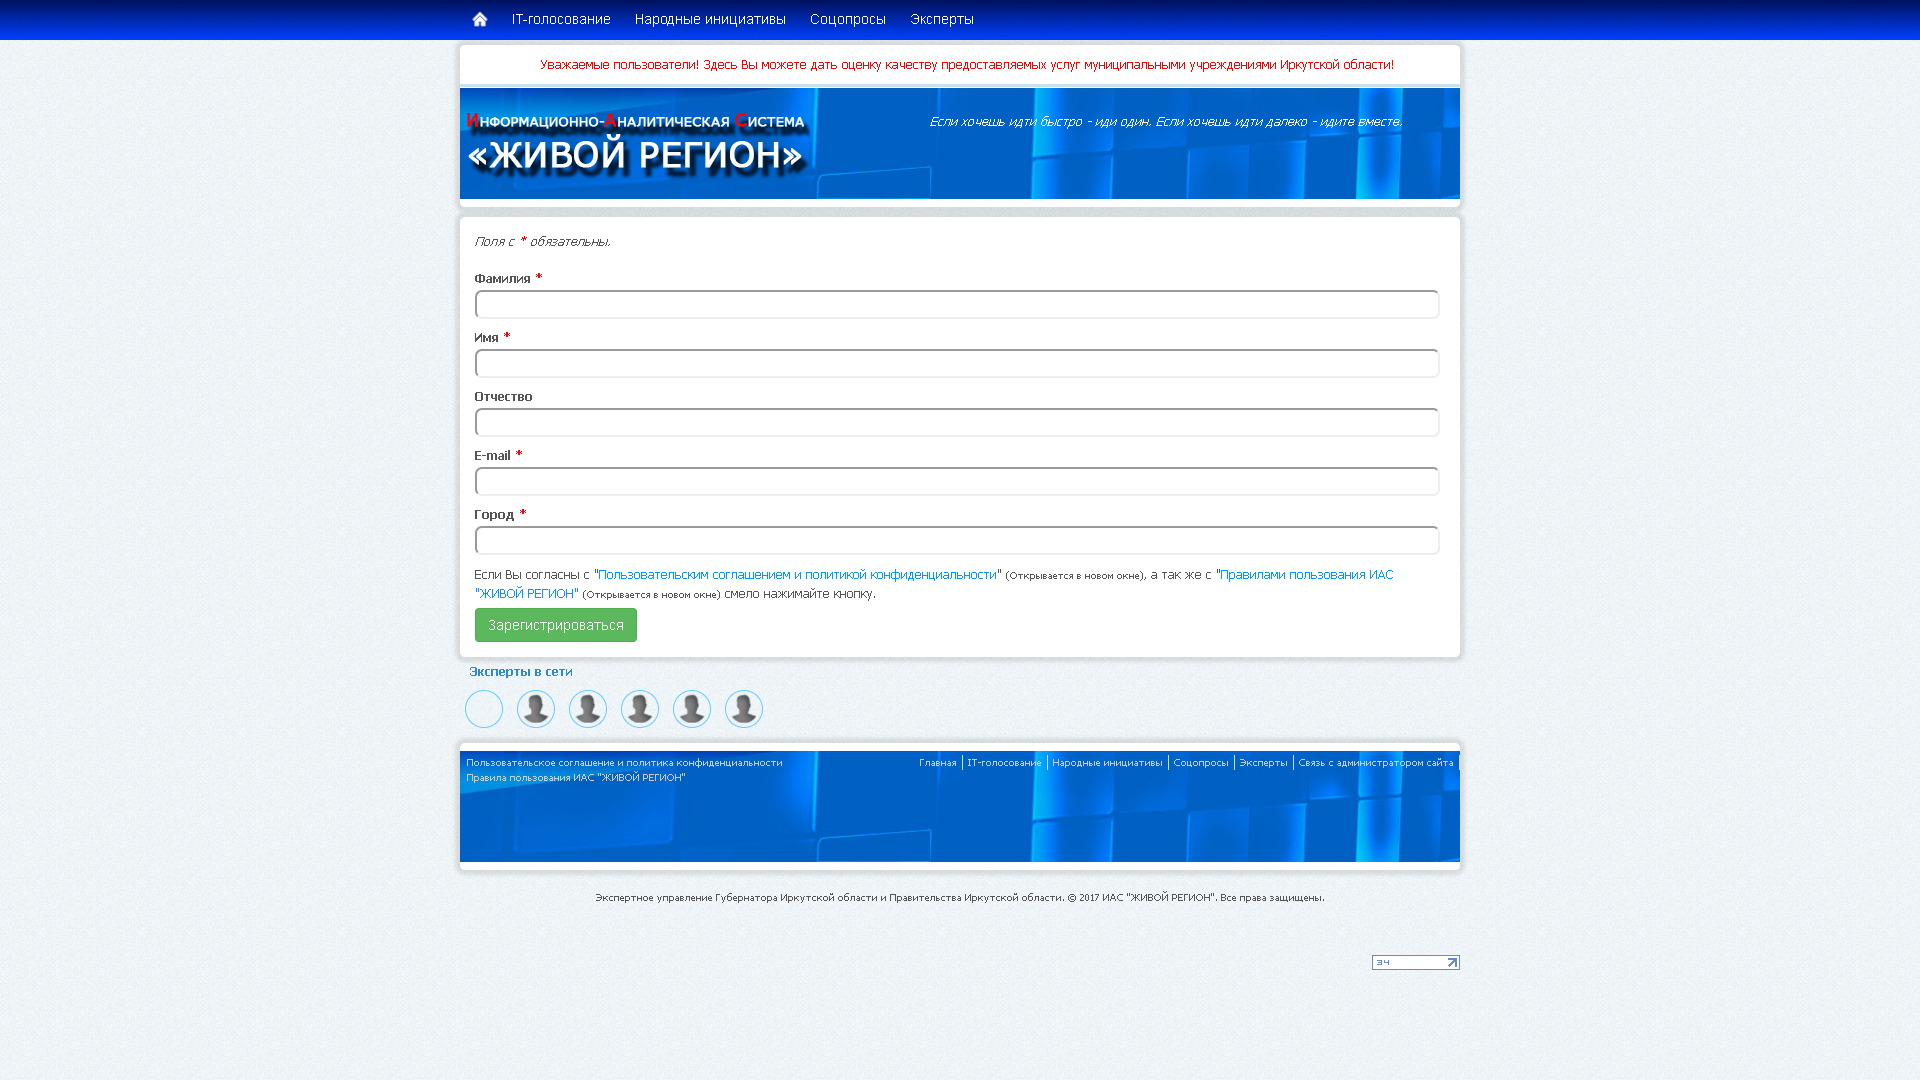 IT-голосование Народные инициативы Соцопросы Эксперты
Уважаемые пользователи! Здесь Вы можете дать оценку качеству предоставляемых услуг муниципальными учреждениями Иркутской области!
Информационно-Аналитическая Система
«ЖИВОЙ РЕГИОН»
Если хочешь идти быстро - иди один. Если хочешь идти далеко - идите вместе.
Поля с * обязательны.
Фамилия *
Имя *
Отчество
E-mail *
Город *
Если Вы согласны с "Пользовательским соглашением и политикой конфиденциальности" (Открывается в новом окне), а так же с "Правилами пользования ИАС
"ЖИВОЙ РЕГИОН" (Открывается в новом окне) смело нажимайте кнопку.
Зарегистрироваться
Эксперты в сети
Пользовательское соглашение и политика конфиденциальности
Правила пользования ИАС "ЖИВОЙ РЕГИОН"
Главная IT-голосование Народные инициативы Соцопросы Эксперты Связь с администратором сайта
Экспертное управление Губернатора Иркутской области и Правительства Иркутской области. © 2017 ИАС "ЖИВОЙ РЕГИОН". Все права защищены.